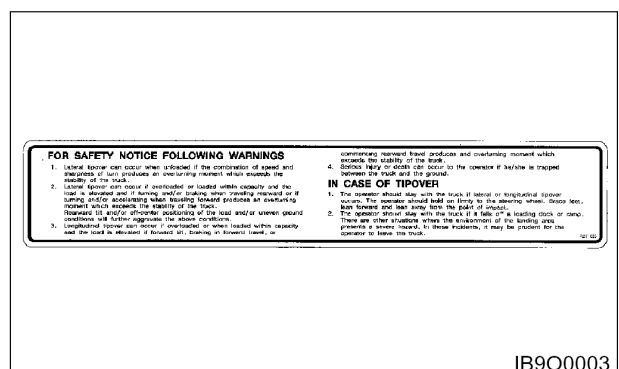 FOR SAFETY NOTICE FOLLOWING WARNINGS
1. Lateral tipover can occur when unloaded if the combination of speed and
sharpness of turn produces an overturning moment which exceeds the
stability of the truck.
2. Lateral tipover can occur if overloaded or loaded within capacity and the
load is elevated and if turning and/or braking when traveling rearward or if
turning and/or accelerating when traveling forward produces an overturning
moment which exceeds the stability of the truck.
Rearward tilt and/or off-center positioning of the load and/or uneven ground
conditions will further aggravate the above conditions.
3. Longitudinal tipover can occur if overloaded or when loaded within capacity
and the load is elevated if forward tilt, braking in forward travel, or
commencing rearward travel produces and overturning moment which
exceeds the stability of the truck.
4. Serious injury or death can occur to the operator if he/she is trapped
between the truck and the ground.
IN CASE OF TIPOVER
1. The operator should stay with the truck if lateral or longitudinal tipover
occurs. The operator should hold on firmly to the steering wheel. Brace feet,
lean forward and lean away from the point of impact.
2. The operator should stay with the truck if it falls off a loading dock or ramp.
There are other situations where the environment of the landing area
presents a severe hazard. In these incidents, it may be prudent for the
operator to leave the truck.
IB9O0003